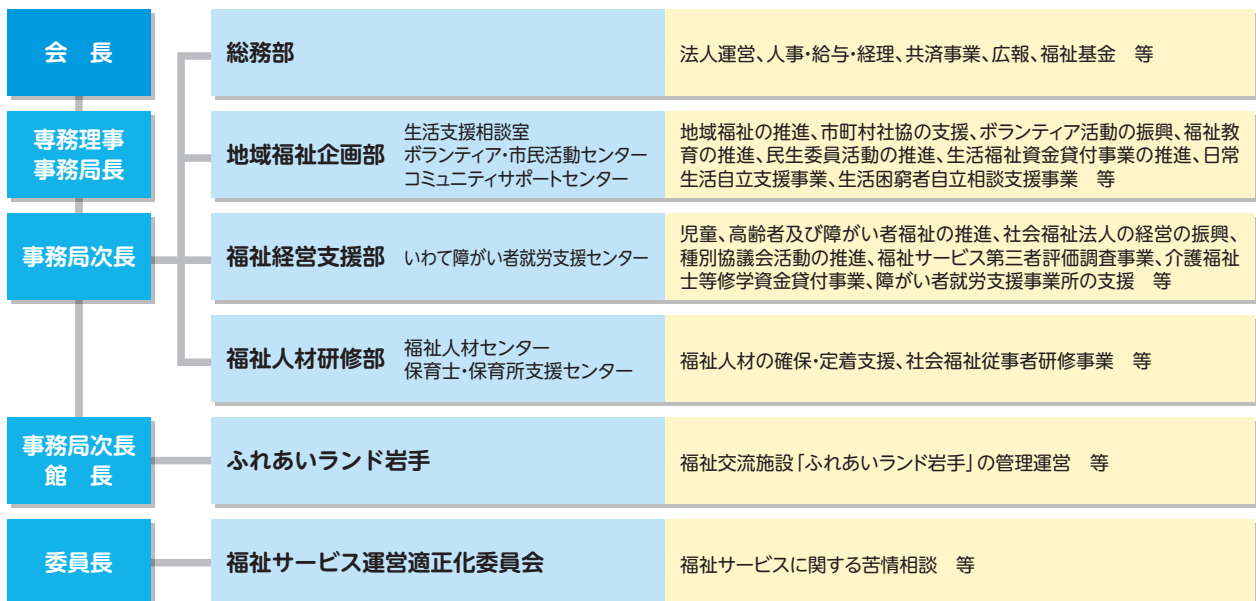 会　長
総務部
法人運営、人事・給与・経理、共済事業、広報、福祉基金　等
専務理事
事務局長
地域福祉企画部
生活支援相談室
ボランティア・市民活動センター
コミュニティサポートセンター
地域福祉の推進、市町村社協の支援、ボランティア活動の振興、福祉教
育の推進、民生委員活動の推進、生活福祉資金貸付事業の推進、日常
生活自立支援事業、生活困窮者自立相談支援事業　等
事務局次長
福祉経営支援部
いわて障がい者就労支援センター
児童、高齢者及び障がい者福祉の推進、社会福祉法人の経営の振興、
種別協議会活動の推進、福祉サービス第三者評価調査事業、介護福祉
士等修学資金貸付事業、障がい者就労支援事業所の支援　等
福祉人材研修部
福祉人材センター
保育士・保育所支援センター
福祉人材の確保・定着支援、社会福祉従事者研修事業　等
事務局次長
館　長
ふれあいランド岩手
福祉交流施設「ふれあいランド岩手」の管理運営　等
委員長
福祉サービス運営適正化委員会
福祉サービスに関する苦情相談　等